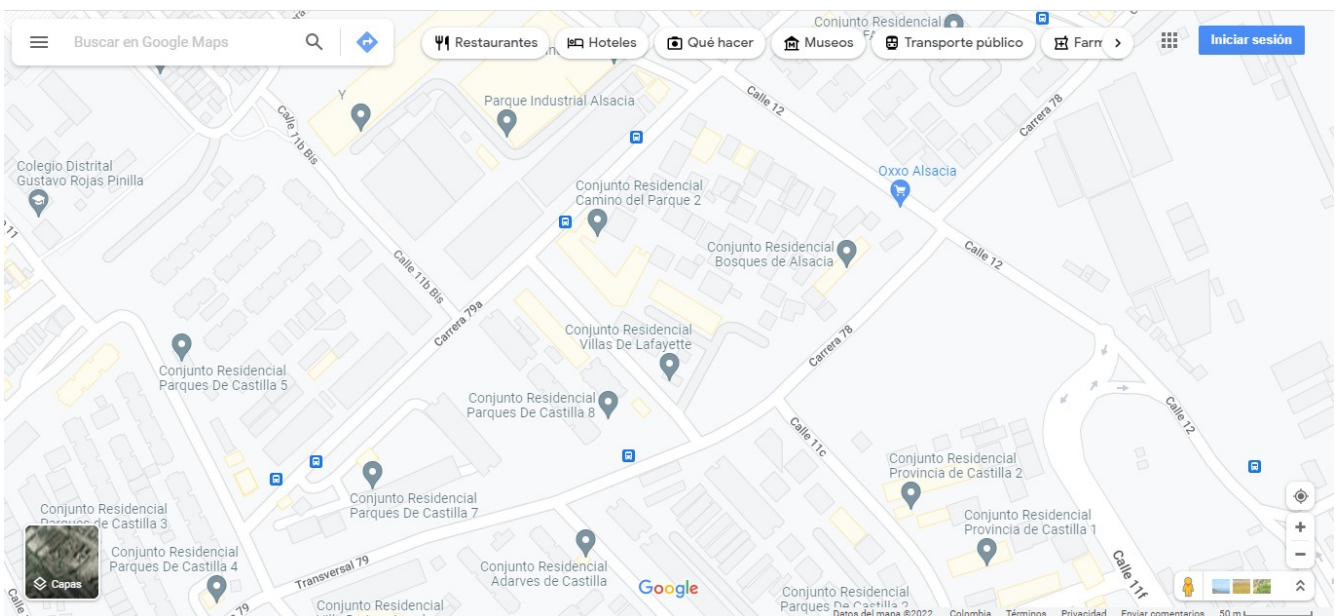 Conjunto Residencial
Buscar en Google Maps
Restaurantes
Hoteles
Qué hacer
Museos
Transporte público
Iniciar sesión
Y
Parque Industrial Alsacia
Calle 12
Carrera 78
Calle 11b Bis
Colegio Distrital
Gustavo Rojas Pinilla
Oxxo Alsacia
Conjunto Residencial
Camino del Parque 2
11
Conjunto Residencial
Bosques de Alsacia
Calle 12
Calle 11b Bis
Carrera 79a
Conjunto Residencial
Villas De Lafayette
Carrera 78
Conjunto Residencial
Parques De Castilla 5
Conjunto Residencial
Parques De Castilla 8
Calle 12
Calle 11c
Conjunto Residencial
Provincia de Castilla 2
Conjunto Residencial
Parques De Castilla 7
Conjunto Residencial
Parques de Castilla 3
Conjunto Residencial
Provincia de Castilla 1
Conjunto Residencial
Parques De Castilla 4
Transversal 79
Conjunto Residencial
Adarves de Castilla
Calle 11f
Capas
Google
Calle
79
Conjunto Residencial
Conjunto Residencial
Parques De Castilla 2
Datos del mapa ©2022 Colombia Términos Privacidad Enviar comentarios 50 m